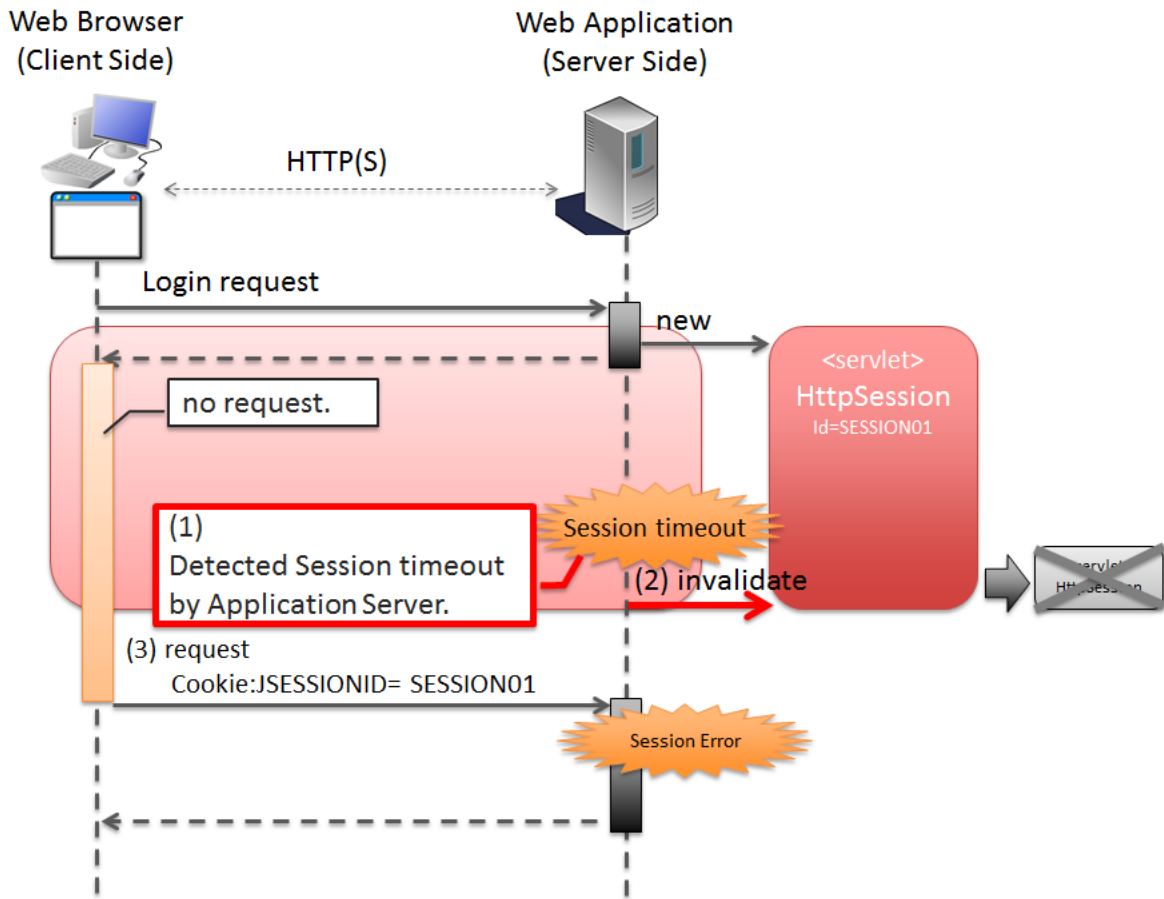 Web Browser
(Client Side)
Web Application
(Server Side)
HTTP(S)
Login request
new
<servlet>
HttpSession
Id=SESSION01
no request.
(1)
Detected Session timeout
by Application Server.
Session timeout
(2) invalidate
HttpSession
(3) request
Cookie:JSESSIONID= SESSION01
Session Error